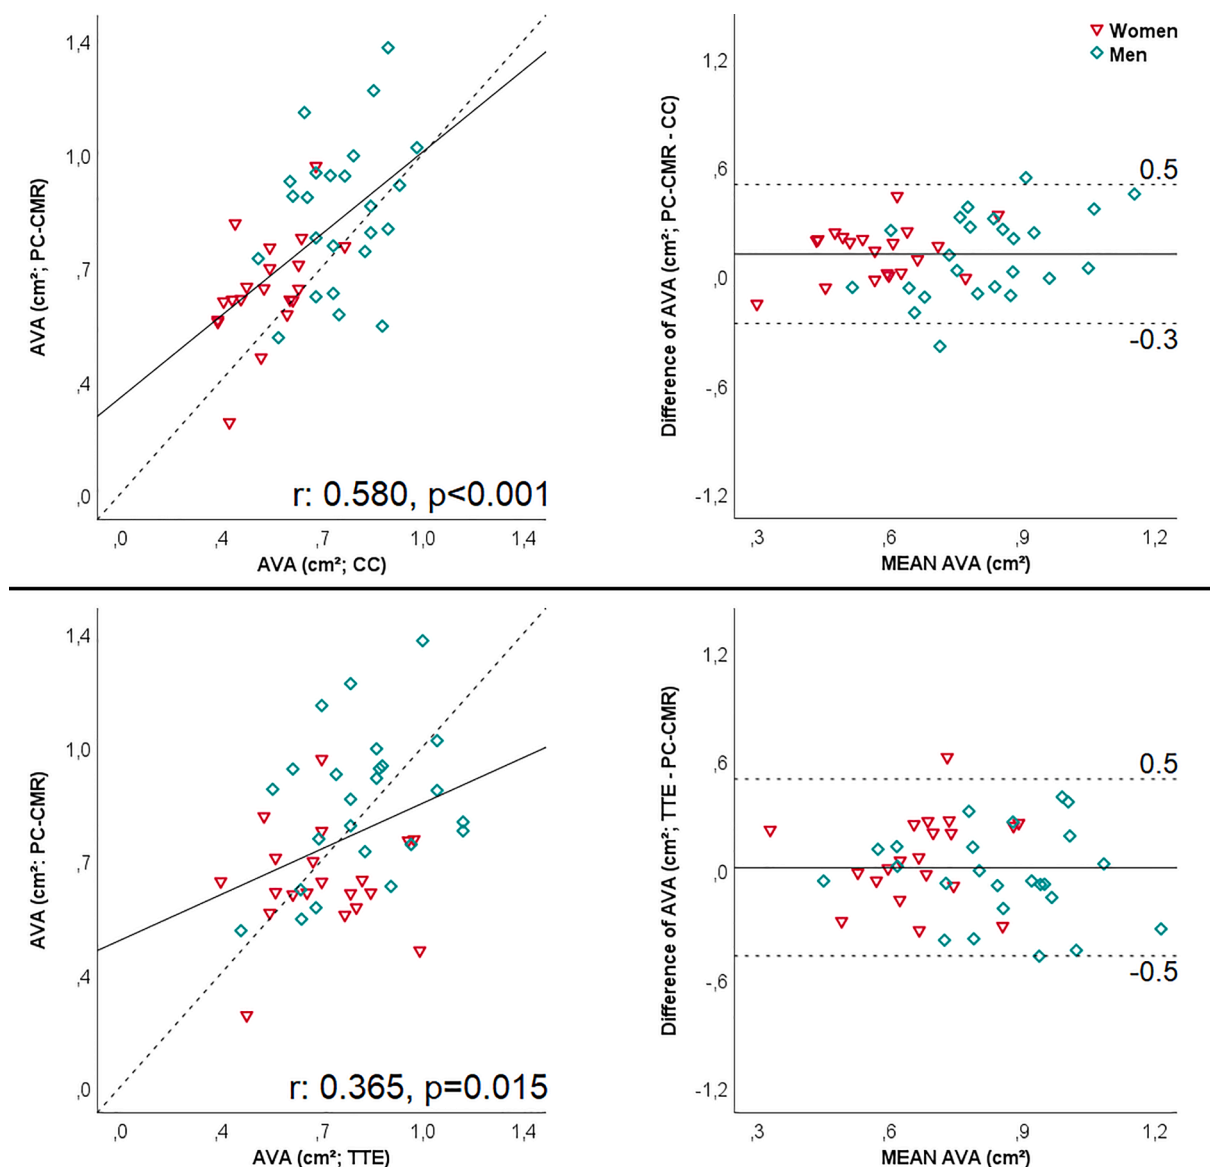 AVA (cm²; PC-CMR)
1,4
1,0
,7
,4
,0
r: 0.580, p<0.001
,0 ,4 ,7 1,0 1,4
AVA (cm²; CC)
Difference of AVA (cm²; PC-CMR - CC)
1,2
,6
,0
-,6
-1,2
Women
Men
0.5
-0.3
,3 ,6 ,9 1,2
MEAN AVA (cm²)
AVA (cm²: PC-CMR)
1,4
1,0
,7
,4
,0
r: 0.365, p=0.015
,0 ,4 ,7 1,0 1,4
AVA (cm²; TTE)
Difference of AVA (cm²; TTE - PC-CMR)
1,2
,6
,0
-,6
-1,2
0.5
-0.5
,3 ,6 ,9 1,2
MEAN AVA (cm²)